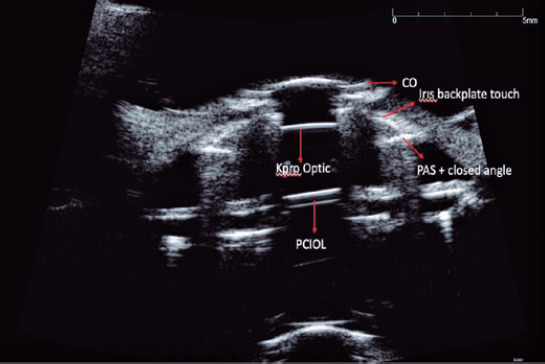 0
5mm
CO
Iris backplate touch
Kpro Optic
PAS + closed angle
PCIOL